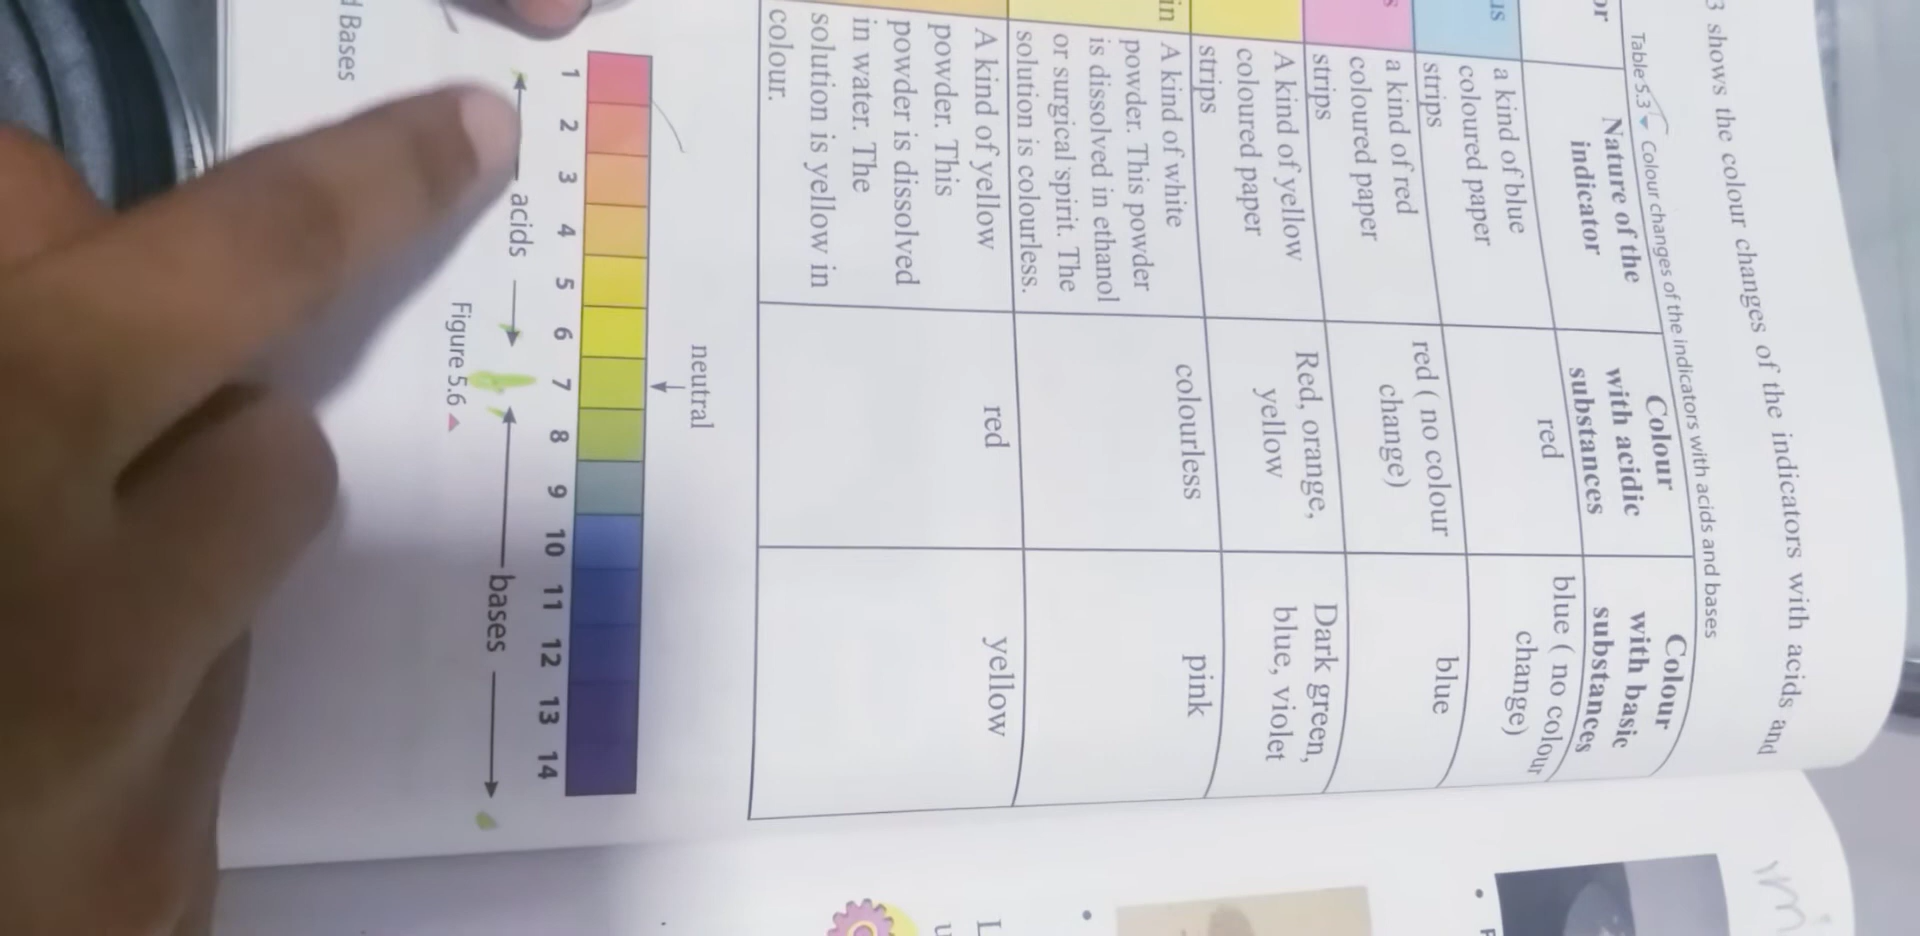 3 shows the colour changes of the indicators with acids and
Table 5.3 Colour changes of the indicators with acids and bases
or
Nature of the
indicator
Colour
with acidic
substances
Colour
with basic
substances
us
a kind of blue
coloured paper
strips
red
blue ( no colour
change)
s
a kind of red
coloured paper
strips
red ( no colour
change)
blue
A kind of yellow
coloured paper
strips
Red, orange,
yellow
Dark green,
blue, violet
in
A kind of white
powder. This powder
is dissolved in ethanol
or surgical spirit. The
solution is colourless.
colourless
pink
A kind of yellow
powder. This
powder is dissolved
in water. The
solution is yellow in
colour.
red
yellow
neutral
1 2 3 4 5 6 7 8 9 10 11 12 13 14
acids
bases
Figure 5.6
d Bases